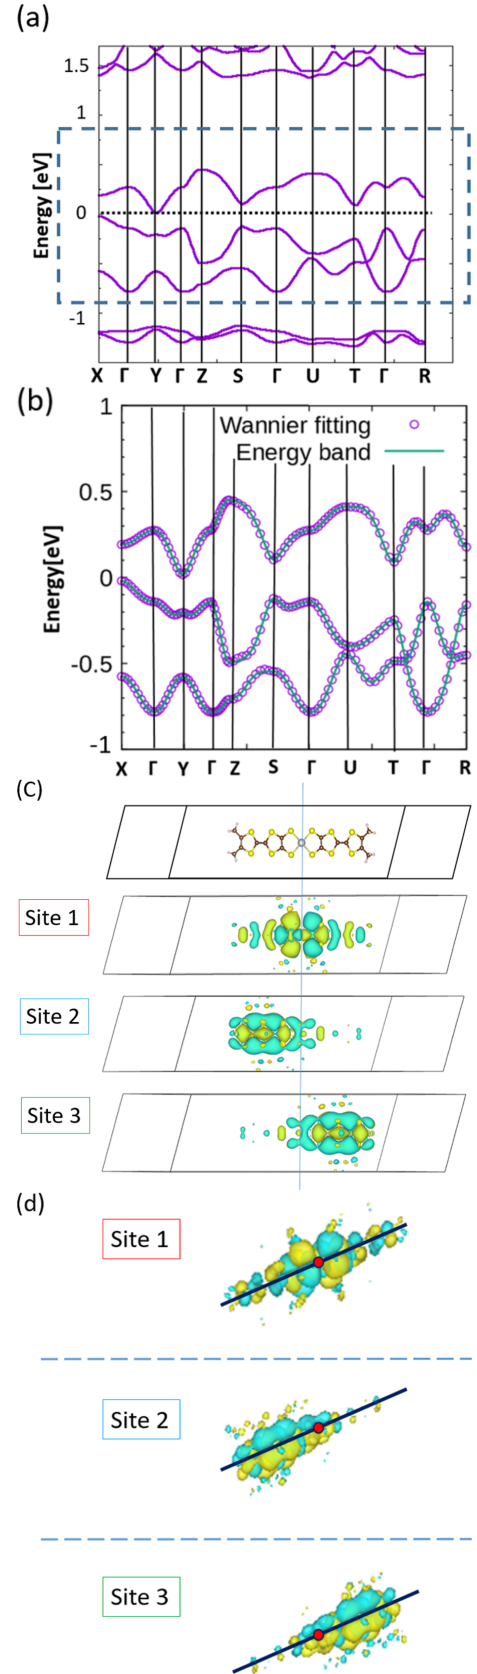 (a)
Energy [eV]
1.5
1
0
-1
X Γ Y Γ Z S Γ U T Γ R
(b)
Energy[eV]
1
0.5
0
-0.5
-1
Wannier fitting
Energy band
X Γ Y Γ Z S Γ U T Γ R
(C)
Site 1
Site 2
Site 3
(d)
Site 1
Site 2
Site 3